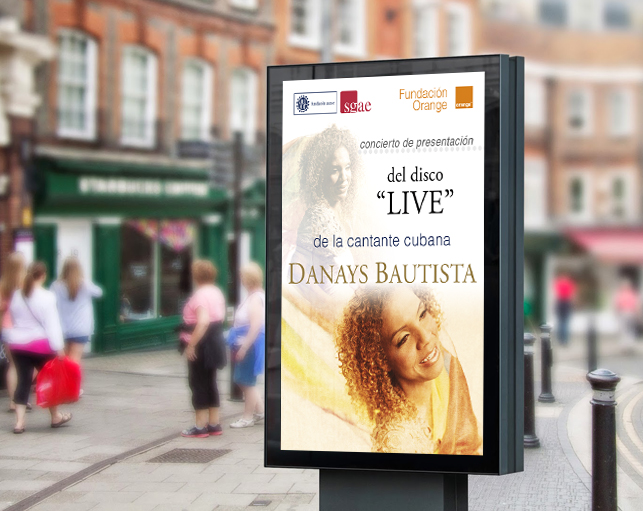 STARBUCKS COFFEE
sgae
Fundación
Orange
orange
concierto de presentación
del disco
“LIVE”
de la cantante cubana
DANAYS BAUTISTA